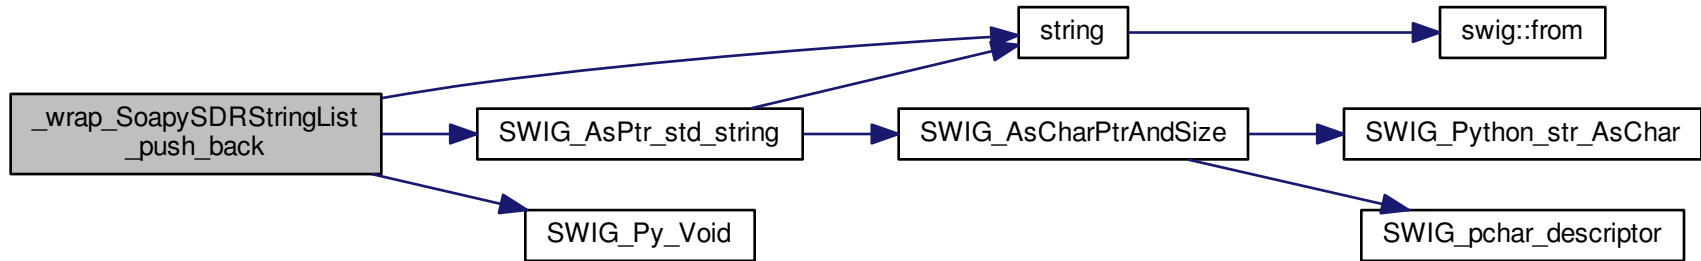 _wrap_SoapySDRStringList
_push_back
string
swig::from
SWIG_AsPtr_std_string
SWIG_AsCharPtrAndSize
SWIG_Python_str_AsChar
SWIG_Py_Void
SWIG_pchar_descriptor